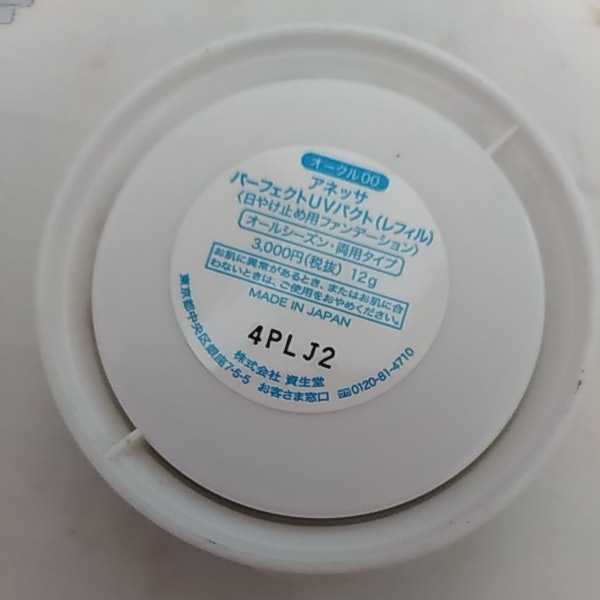 オークル00
アネッサ
パーフェクトUVパクト(レフィル)
〈日やけ止め用ファンデーション〉
オールシーズン・両用タイプ
3,000円(税抜) 12g
お肌に異常があるとき、またはお肌に合
わないときは、ご使用をおやめください。
MADE IN JAPAN
4PLJ2
株式会社 資生堂
東京都中央区銀座7-5-5 お客さま窓口 0120-81-4710